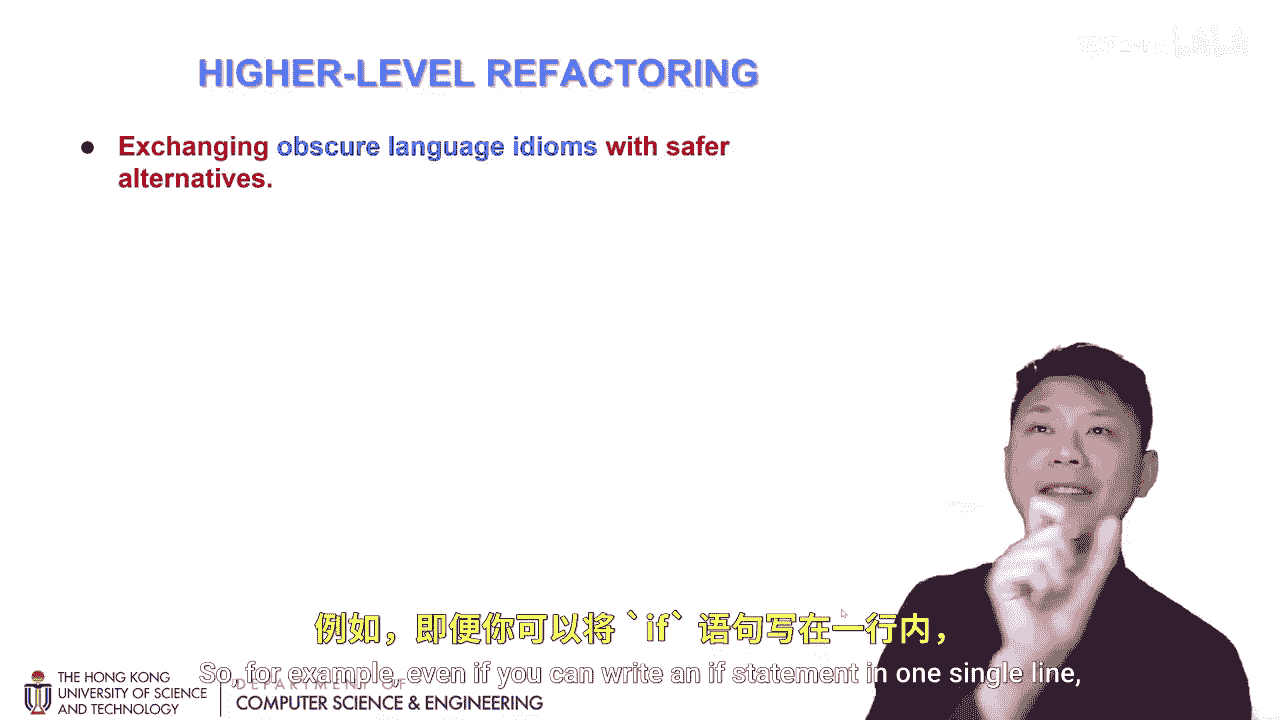 HIGHER-LEVEL REFACTORING
● Exchanging obscure language idioms with safer
alternatives.
例如，即便你可以将 `if` 语句写在一行内，
So, for example, even if you can write an if statement in one single line,
THE HONG KONG
UNIVERSITY OF SCIENCE
AND TECHNOLOGY
DEPARTMENT OF
COMPUTER SCIENCE & ENGINEERING